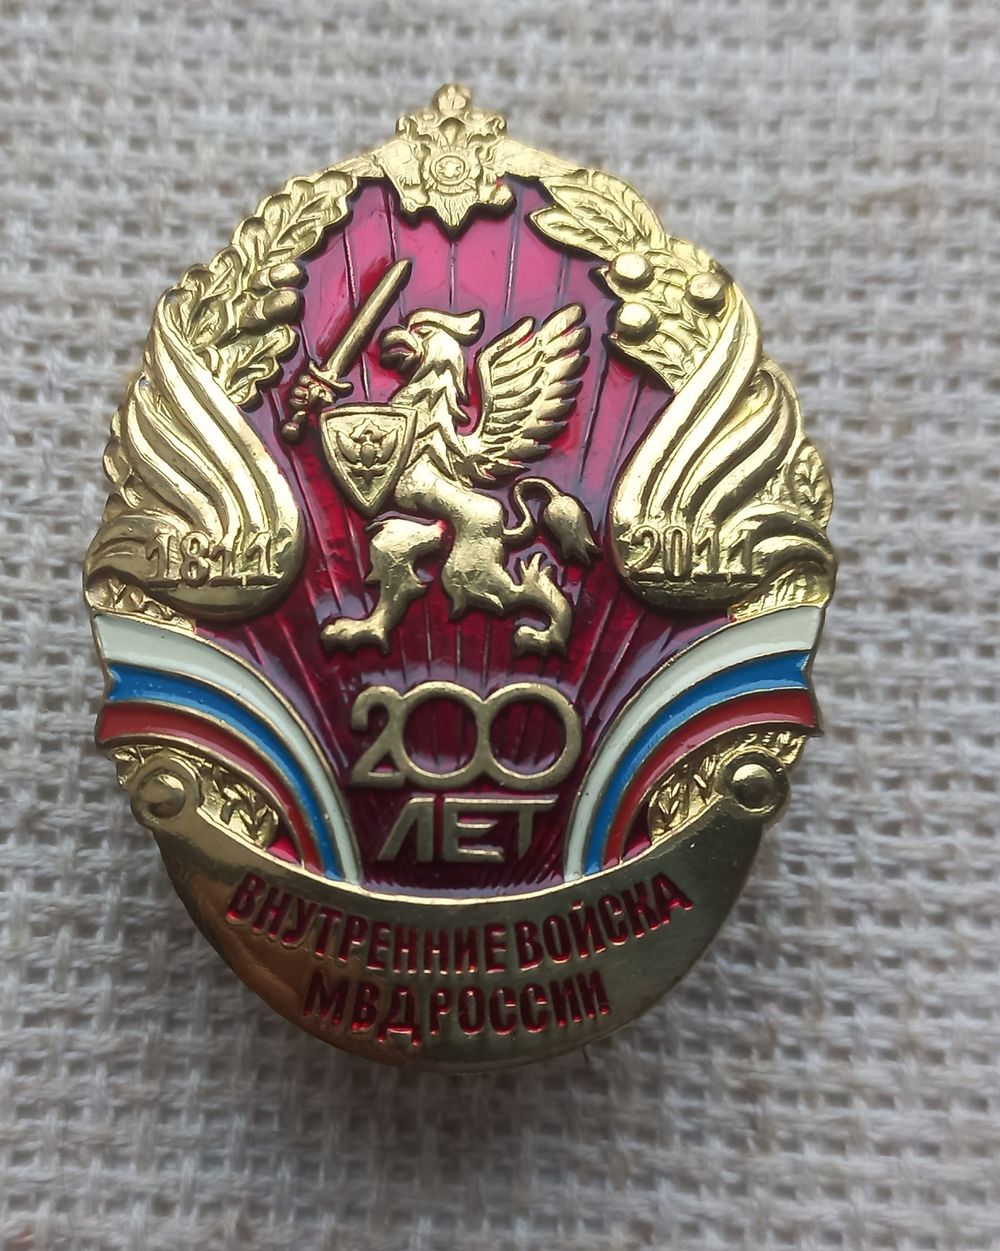 1811 2011
200
ЛЕТ
ВНУТРЕННИЕ ВОЙСКА
МВД РОССИИ